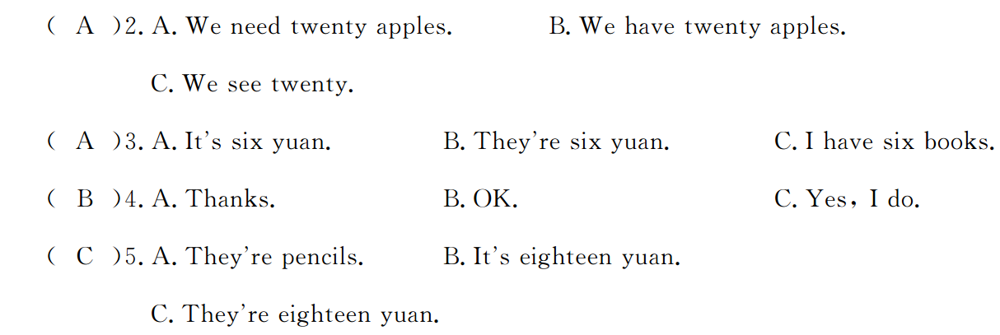 ( A )2. A. We need twenty apples. B. We have twenty apples.
C. We see twenty.
( A )3. A. It's six yuan. B. They're six yuan. C. I have six books.
( B )4. A. Thanks. B. OK. C. Yes, I do.
( C )5. A. They're pencils. B. It's eighteen yuan.
C. They're eighteen yuan.